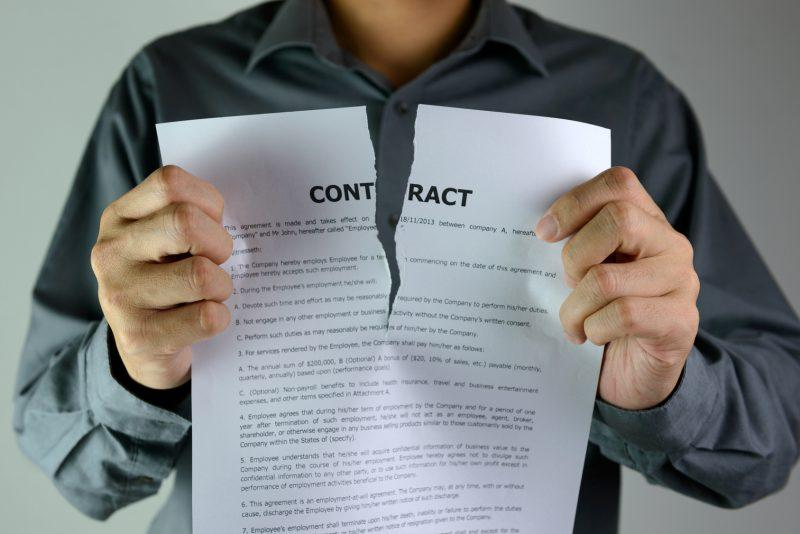 CONTRACT
This agreement is made and takes effect on 18/11/2013 between company A, hereafter
"Company" and Mr John, hereafter called "Employee".
Witnesseth:
1. The Company hereby employs Employee for a commencing on the date of this agreement and
Employee hereby accepts such employment.
2. During the Employee's employment he/she will:
A. Devote such time and effort as may be reasonably required by the Company to perform his/her duties.
B. Not engage in any other employment or business activity without the Company's written consent.
C. Perform such duties as may reasonably be required of him/her by the Company.
3. For services rendered by the Employee, the Company shall pay him/her as follows:
A. The annual sum of $200,000, B (Optional) A bonus of ($20, 10% of sales, etc.) payable (monthly,
quarterly, annually) based upon (performance goals)
C. (Optional) Non-payroll benefits to include heath insurance, travel and business entertainment
expenses, and other items specified in Attachment A.
4. Employee agrees that during his/her term of employment by the Company and for a period of one
year after termination of such employment, he/she will not act as an employee, agent, broker,
shareholder, or otherwise engage in any business selling products similar to those customarily sold by the
Company within the States of (specify).
5. Employee understands that he/she will acquire confidential information of business value to the
Company during the course of his/her employment. Employee hereby agrees not to divulge such
confidential information to any other party, or to use such information for his/her own profit except in
performance of employment activities beneficial to the Company.
6. This agreement is an employment-at-will agreement. The Company may, at any time, with or without
cause, discharge the Employee by giving him/her written notice of such discharge.
7. Employee's employment shall terminate upon his/her death, inability or failure to perform the duties
his/her written notice of resignation given to the Company.
shall end except for the